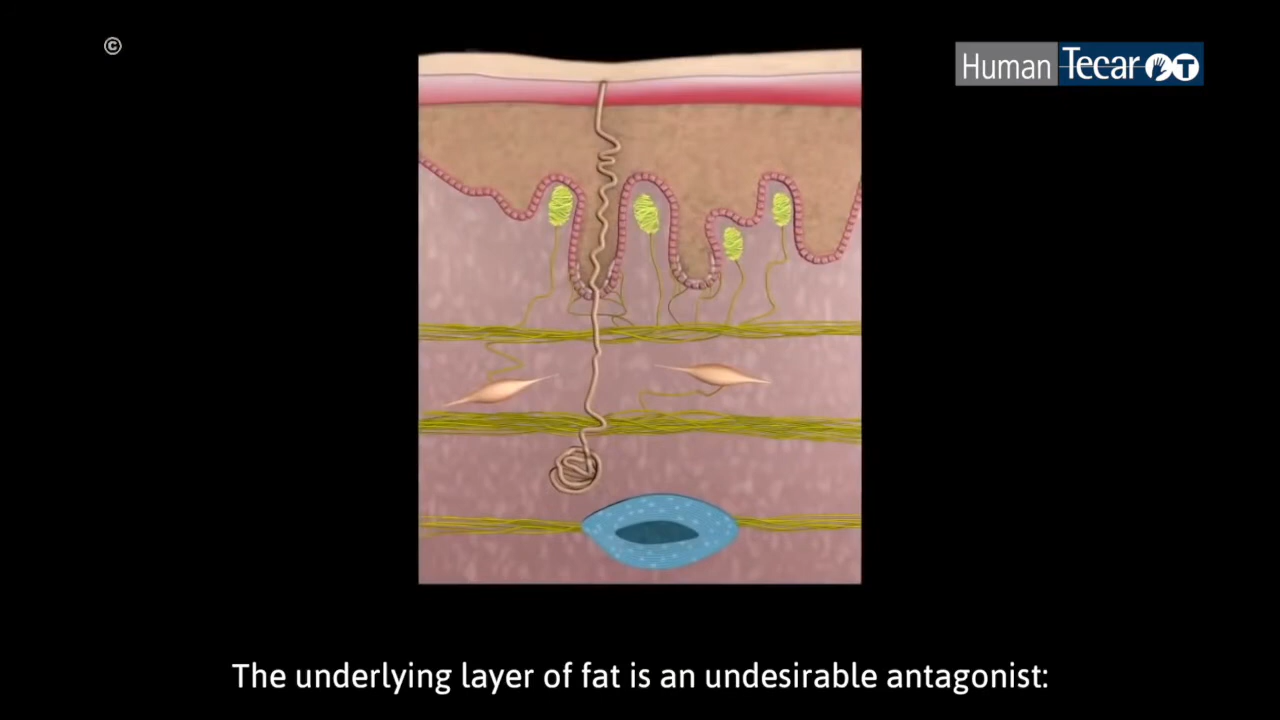 ©
Human Tecar
The underlying layer of fat is an undesirable antagonist: